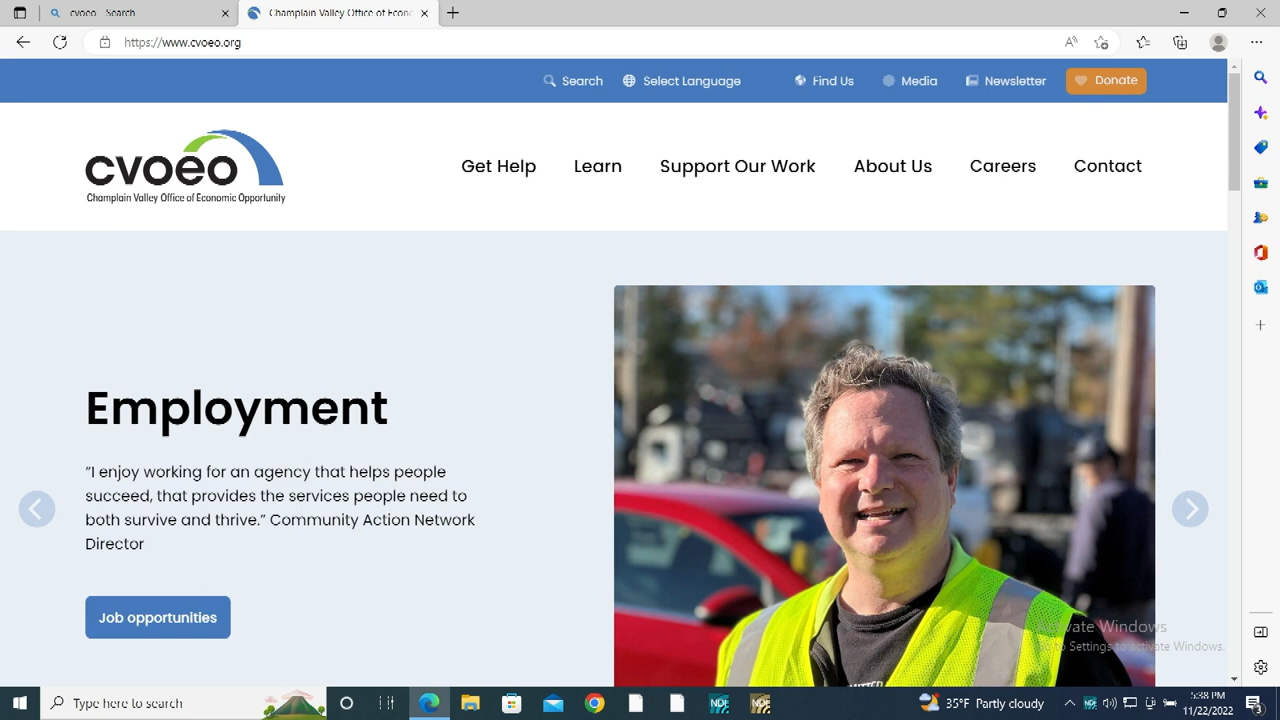 cvoeo - Search
Champlain Valley Office of Econo
https://www.cvoeo.org
Search
Select Language
Find Us
Media
Newsletter
Donate
cvoeo
Champlain Valley Office of Economic Opportunity
Get Help
Learn
Support Our Work
About Us
Careers
Contact
Employment
“I enjoy working for an agency that helps people
succeed, that provides the services people need to
both survive and thrive.” Community Action Network
Director
Job opportunities
Activate Windows
Go to Settings to activate Windows.
Type here to search
NDI
NDI
35°F Partly cloudy
5:38 PM
11/22/2022